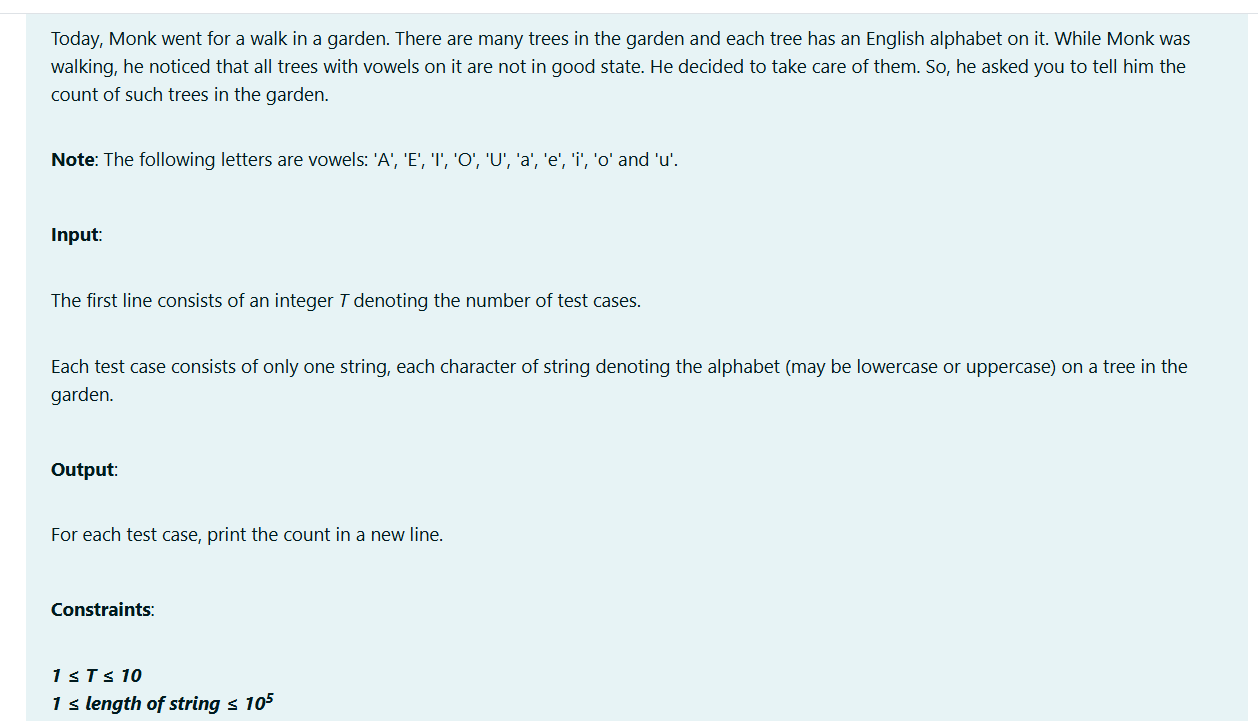 Today, Monk went for a walk in a garden. There are many trees in the garden and each tree has an English alphabet on it. While Monk was
walking, he noticed that all trees with vowels on it are not in good state. He decided to take care of them. So, he asked you to tell him the
count of such trees in the garden.
Note: The following letters are vowels: 'A', 'E', 'I', 'O', 'U', 'a', 'e', 'i', 'o' and 'u'.
Input:
The first line consists of an integer T denoting the number of test cases.
Each test case consists of only one string, each character of string denoting the alphabet (may be lowercase or uppercase) on a tree in the
garden.
Output:
For each test case, print the count in a new line.
Constraints:
1 ≤ T ≤ 10
1 ≤ length of string ≤ 10⁵